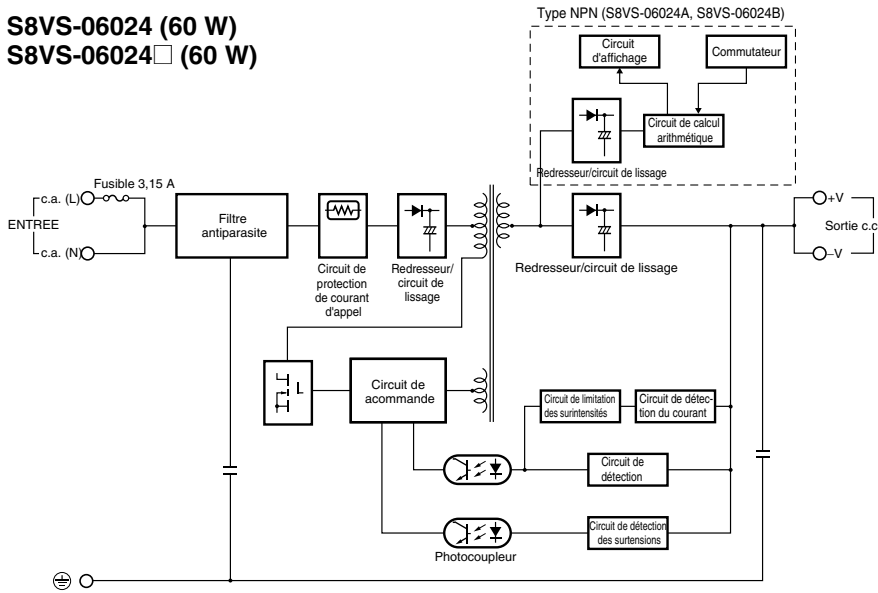 S8VS-06024 (60 W)
S8VS-06024□ (60 W)
Type NPN (S8VS-06024A, S8VS-06024B)
Circuit
d'affichage
Commutateur
Circuit de calcul
arithmétique
Redresseur/circuit de lissage
Fusible 3,15 A
c.a. (L)
ENTREE
c.a. (N)
Filtre
antiparasite
Circuit de
protection
de courant
d'appel
Redresseur/
circuit de
lissage
Redresseur/circuit de lissage
+V
Sortie c.c
–V
Circuit de
acommande
Circuit de limitation
des surintensités
Circuit de détec-
tion du courant
Circuit de
détection
Circuit de détection
des surtensions
Photocoupleur